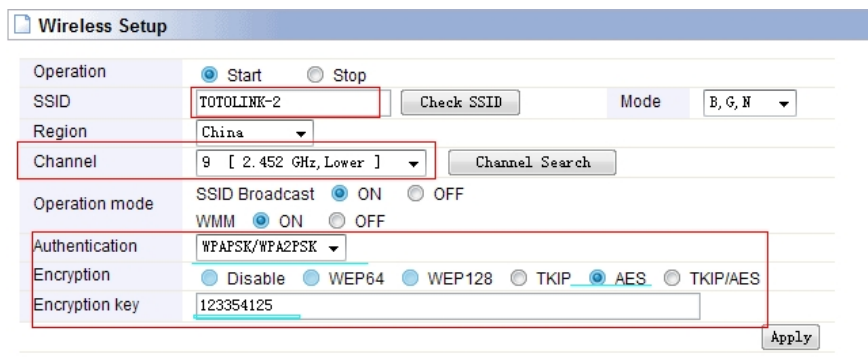 Wireless Setup
Operation Start Stop
SSID TOTOLINK-2 Check SSID Mode B, G, N
Region China
Channel 9 [ 2.452 GHz, Lower ] Channel Search
Operation mode SSID Broadcast ON OFF
WMM ON OFF
Authentication WPAPSK/WPA2PSK
Encryption Disable WEP64 WEP128 TKIP AES TKIP/AES
Encryption key 123354125
Apply